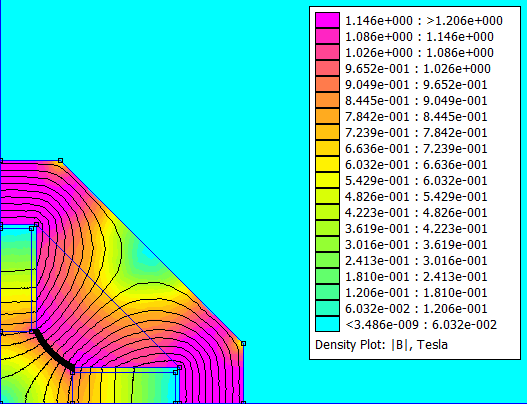 1.146e+000 : >1.206e+000
1.086e+000 : 1.146e+000
1.026e+000 : 1.086e+000
9.652e-001 : 1.026e+000
9.049e-001 : 9.652e-001
8.445e-001 : 9.049e-001
7.842e-001 : 8.445e-001
7.239e-001 : 7.842e-001
6.636e-001 : 7.239e-001
6.032e-001 : 6.636e-001
5.429e-001 : 6.032e-001
4.826e-001 : 5.429e-001
4.223e-001 : 4.826e-001
3.619e-001 : 4.223e-001
3.016e-001 : 3.619e-001
2.413e-001 : 3.016e-001
1.810e-001 : 2.413e-001
1.206e-001 : 1.810e-001
6.032e-002 : 1.206e-001
<3.486e-009 : 6.032e-002
Density Plot: |B|, Tesla